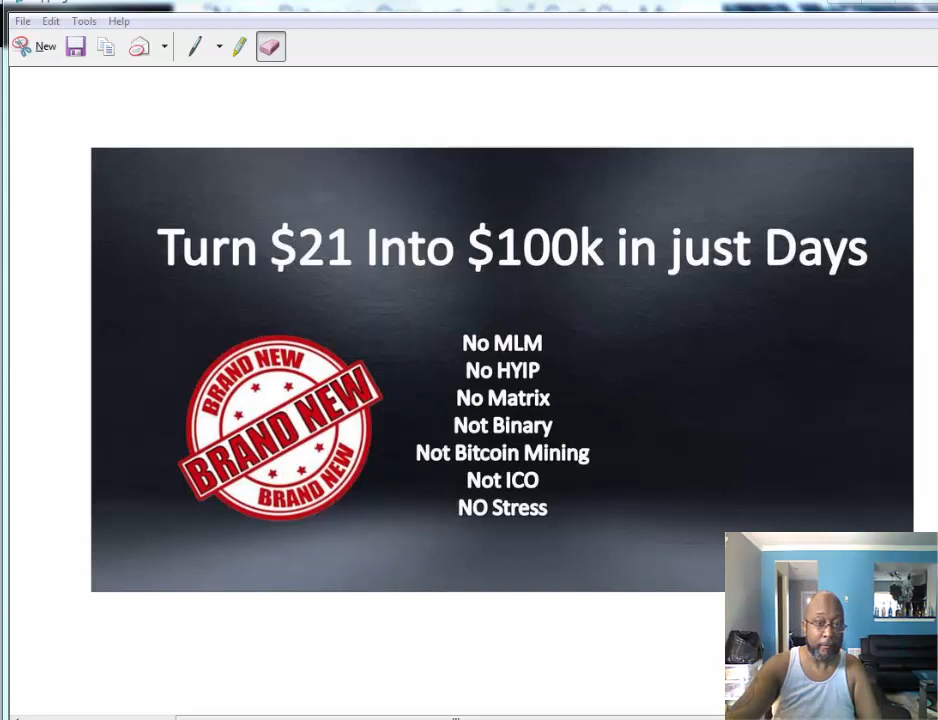 File Edit Tools Help
New
Turn $21 Into $100k in just Days
BRAND NEW
BRAND NEW
BRAND NEW
No MLM
No HYIP
No Matrix
Not Binary
Not Bitcoin Mining
Not ICO
NO Stress